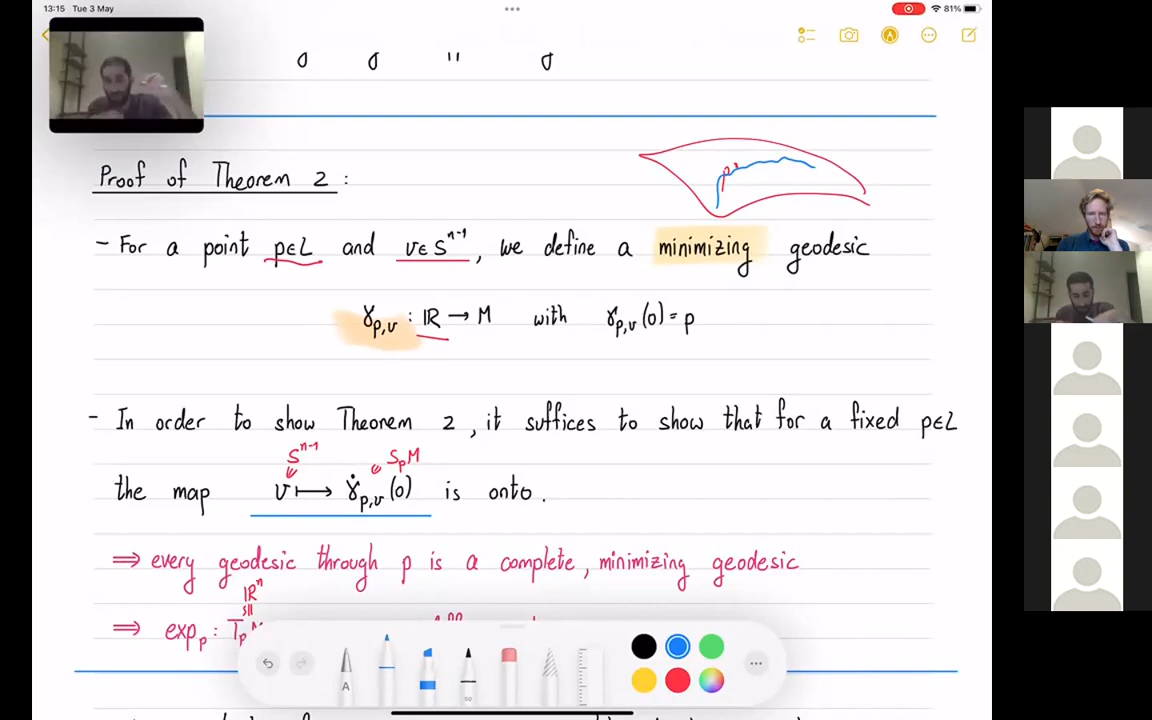 13:15 Tue 3 May
81%
Proof of Theorem 2 :
p
- For a point p∈L and v∈S^{n-1}, we define a minimizing geodesic
γ_{p,v} : ℝ → M with γ_{p,v}(0) = p
- In order to show Theorem 2, it suffices to show that for a fixed p∈L
S^{n-1} S_pM
the map v ⟼ γ̇_{p,v}(0) is onto.
⟹ every geodesic through p is a complete, minimizing geodesic
ℝ^n
⟹ exp_p : T_p
A
50